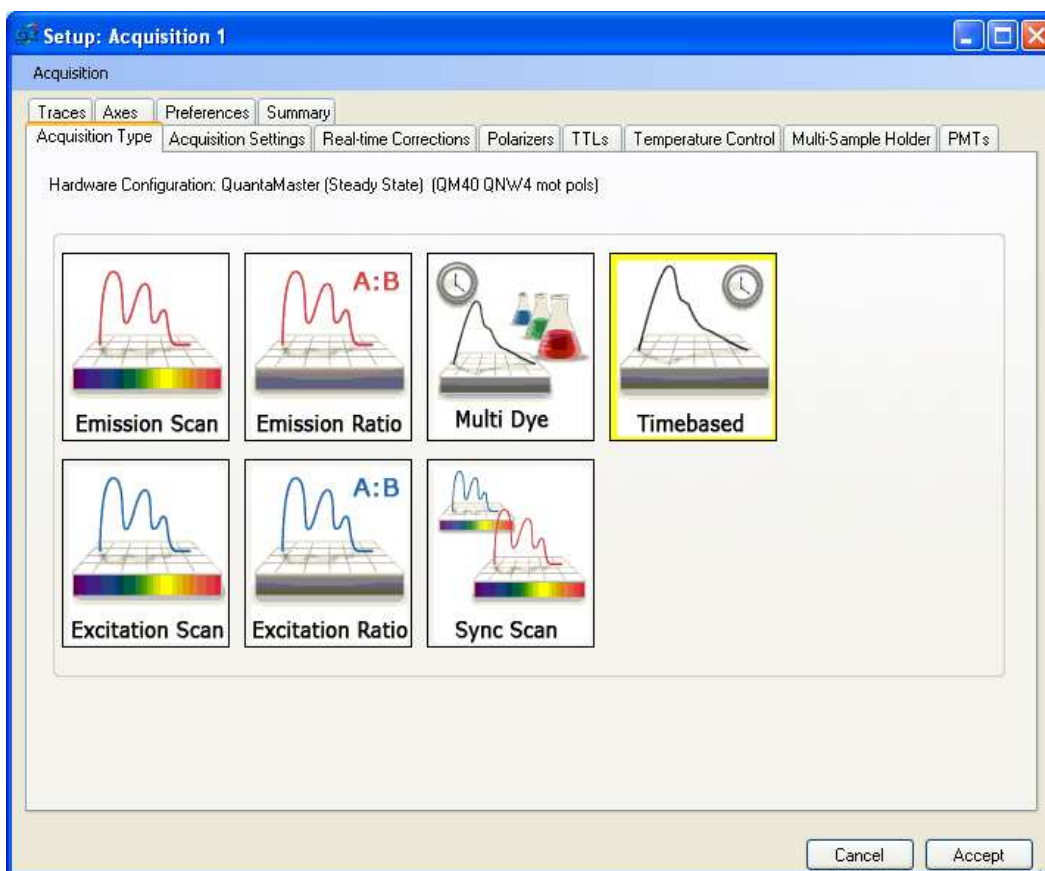 Setup: Acquisition 1
Acquisition
Traces Axes Preferences Summary
Acquisition Type Acquisition Settings Real-time Corrections Polarizers TTLs Temperature Control Multi-Sample Holder PMTs
Hardware Configuration: QuantaMaster (Steady State) (QM40 QNW4 mot pols)
A:B
Emission Scan Emission Ratio Multi Dye Timebased
A:B
Excitation Scan Excitation Ratio Sync Scan
Cancel Accept